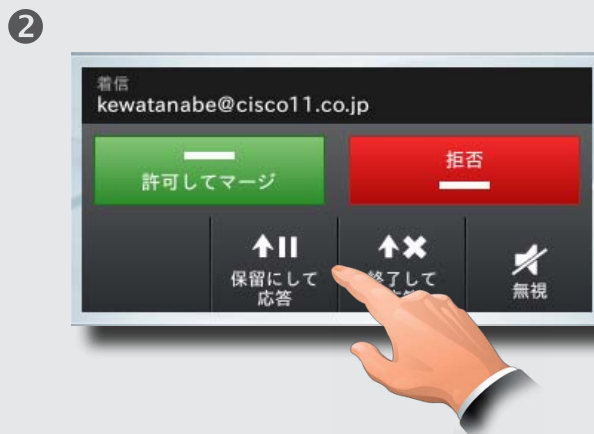 2
着信
kewatanabe@cisco11.co.jp
許可してマージ
拒否
保留にして
応答
終了して
無視